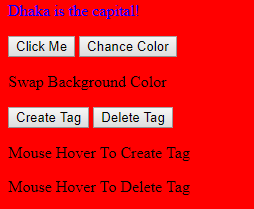 Dhaka is the capital!
Click Me Chance Color
Swap Background Color
Create Tag Delete Tag
Mouse Hover To Create Tag
Mouse Hover To Delete Tag